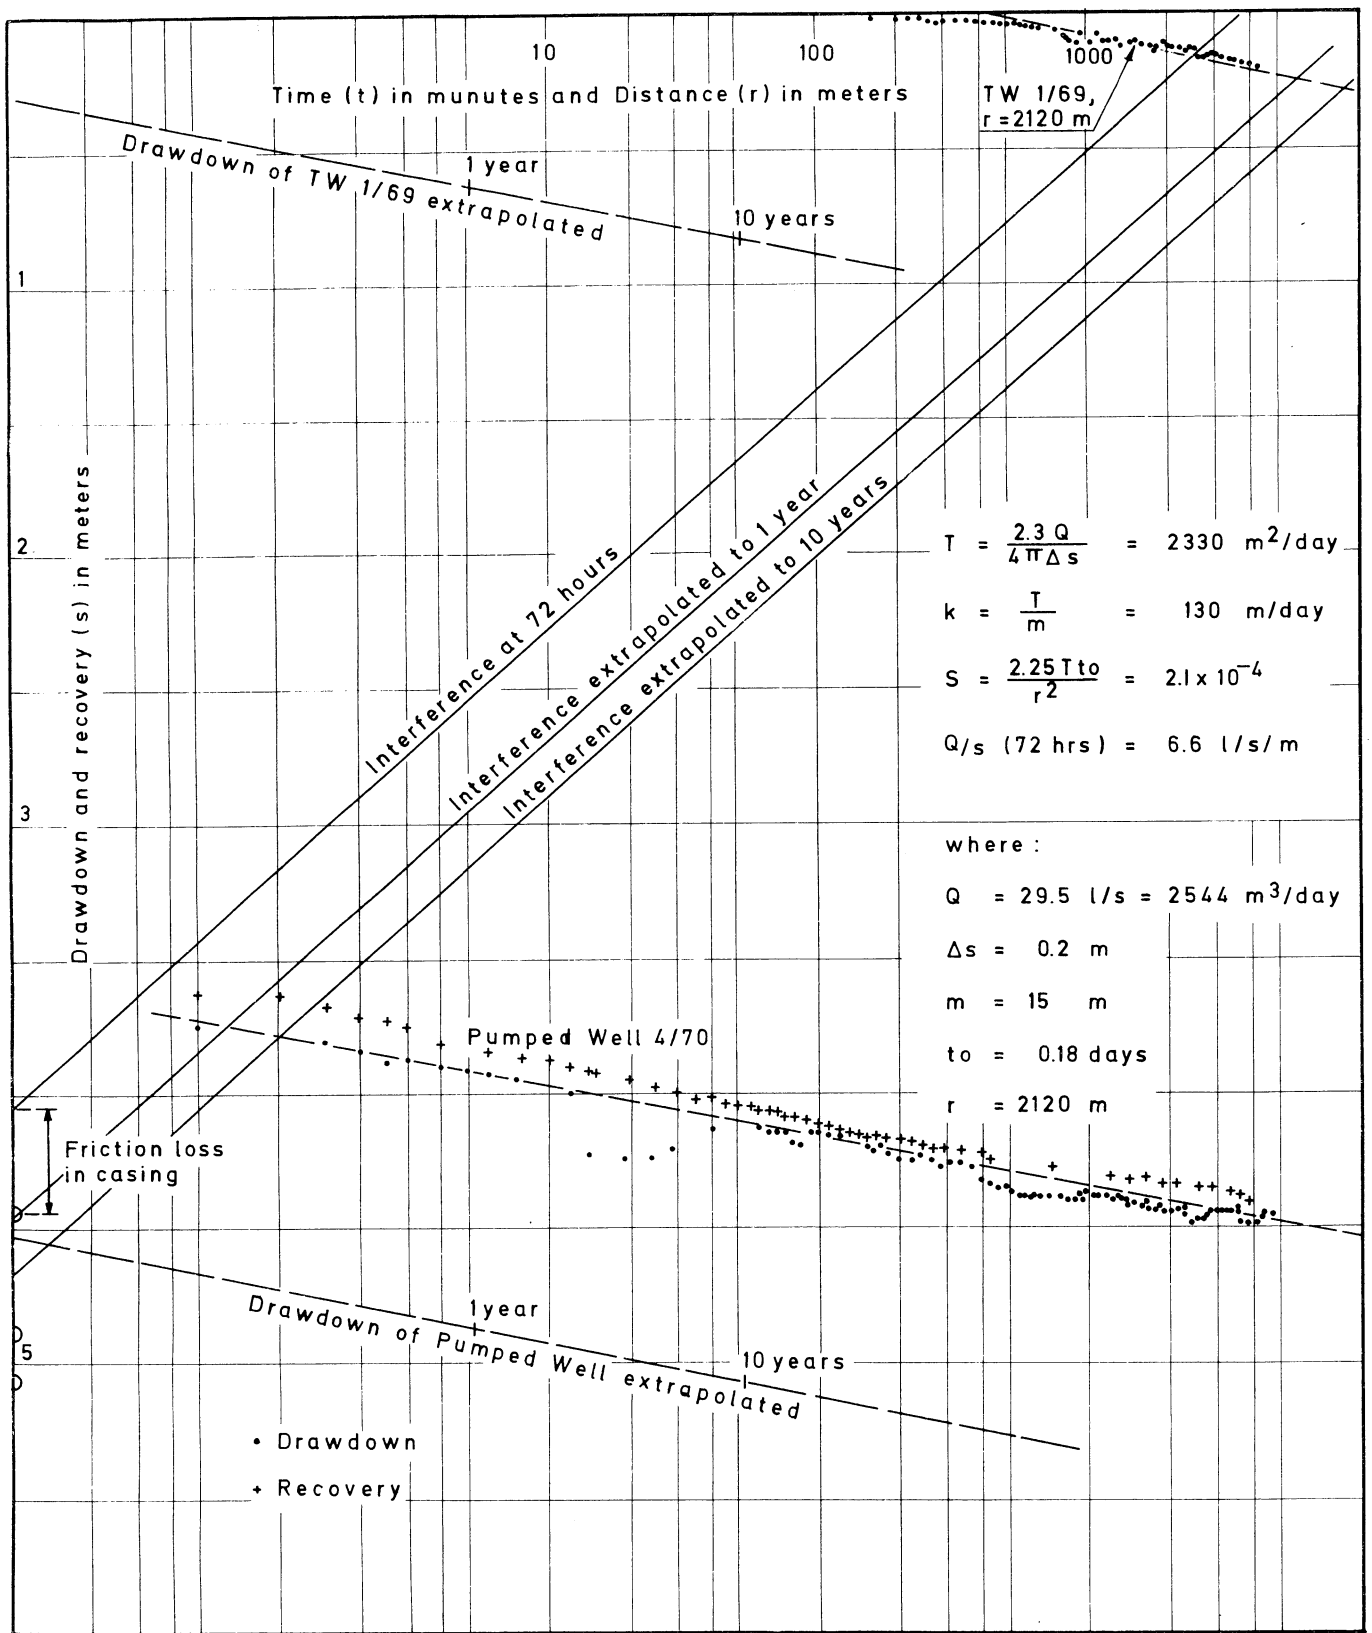 10 100 1000
Time (t) in munutes and Distance (r) in meters
TW 1/69,
r = 2120 m
Drawdown of TW 1/69 extrapolated
1 year
10 years
1
2
3
5
Drawdown and recovery (s) in meters
Interference at 72 hours
Interference extrapolated to 1 year
Interference extrapolated to 10 years
T = 2.3 Q / 4 π Δ s = 2330 m²/day
k = T / m = 130 m/day
S = 2.25 T to / r² = 2.1 x 10⁻⁴
Q/s (72 hrs) = 6.6 l/s/m
where :
Q = 29.5 l/s = 2544 m³/day
Δs = 0.2 m
m = 15 m
to = 0.18 days
r = 2120 m
Pumped Well 4/70
Friction loss
in casing
Drawdown of Pumped Well extrapolated
1 year
10 years
• Drawdown
+ Recovery